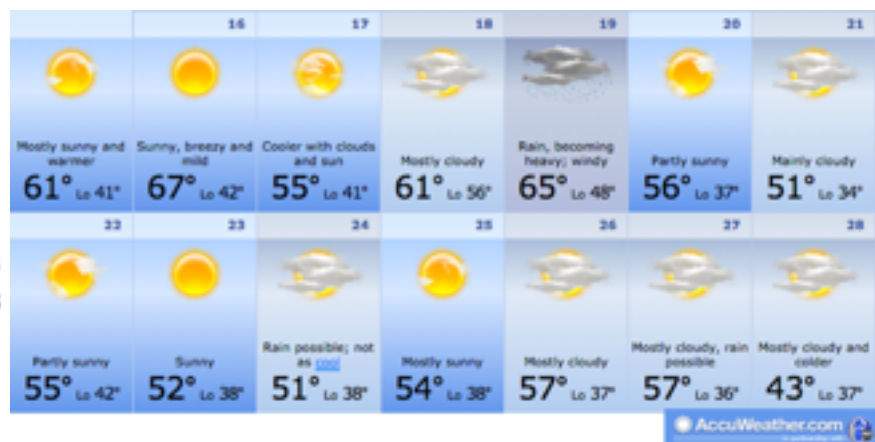 16 17 18 19 20 21
Mostly sunny and warmer
61° Lo 41°
Sunny, breezy and mild
67° Lo 42°
Cooler with clouds and sun
55° Lo 41°
Mostly cloudy
61° Lo 56°
Rain, becoming heavy; windy
65° Lo 48°
Partly sunny
56° Lo 37°
Mainly cloudy
51° Lo 34°
22 23 24 25 26 27 28
Partly sunny
55° Lo 42°
Sunny
52° Lo 38°
Rain possible; not as cool
51° Lo 38°
Mostly sunny
54° Lo 38°
Mostly cloudy
57° Lo 37°
Mostly cloudy, rain possible
57° Lo 36°
Mostly cloudy and colder
43° Lo 37°
AccuWeather.com